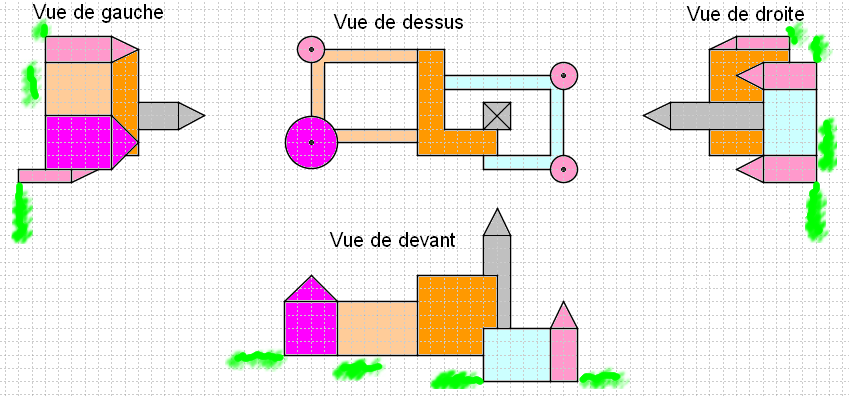 Vue de gauche
Vue de dessus
Vue de droite
Vue de devant